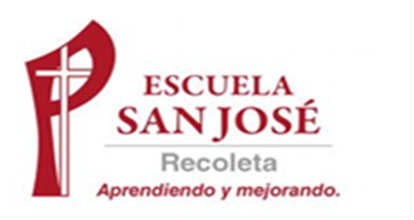 ESCUELA
SAN JOSÉ
Recoleta
Aprendiendo y mejorando.